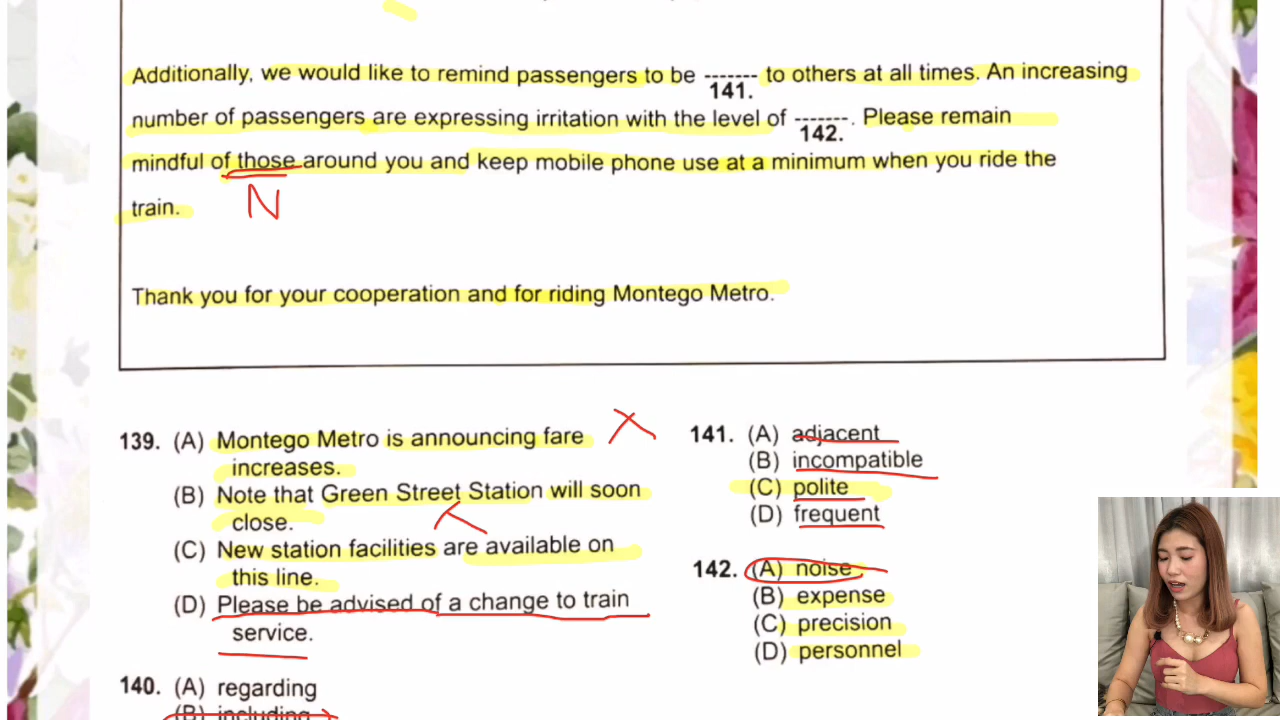 Additionally, we would like to remind passengers to be ------- to others at all times. An increasing
141.
number of passengers are expressing irritation with the level of -------. Please remain
142.
mindful of those around you and keep mobile phone use at a minimum when you ride the
train.
N
Thank you for your cooperation and for riding Montego Metro.
139. (A) Montego Metro is announcing fare
increases.
(B) Note that Green Street Station will soon
close.
(C) New station facilities are available on
this line.
(D) Please be advised of a change to train
service.
140. (A) regarding
(B) including
141. (A) adjacent
(B) incompatible
(C) polite
(D) frequent
142. (A) noise
(B) expense
(C) precision
(D) personnel